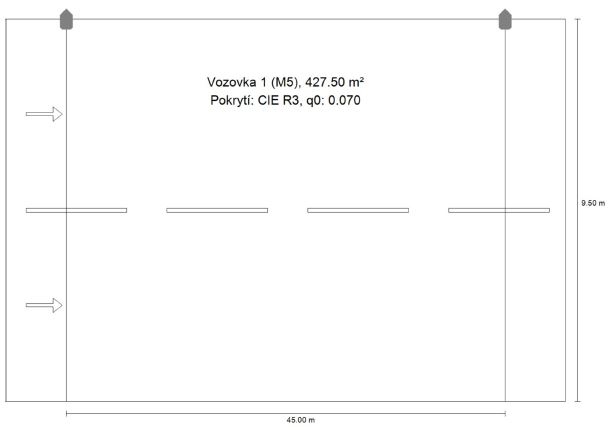 Vozovka 1 (M5), 427.50 m²
Pokrytí: CIE R3, q0: 0.070
9.50 m
45.00 m